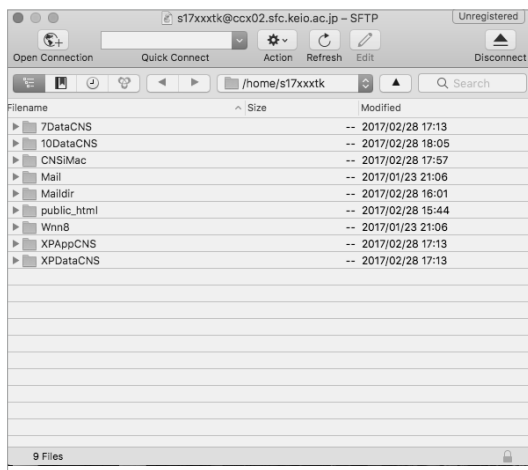 s17xxxtk@ccx02.sfc.keio.ac.jp – SFTP
Unregistered
Open Connection Quick Connect Action Refresh Edit Disconnect
/home/s17xxxtk Search
Filename Size Modified
7DataCNS -- 2017/02/28 17:13
10DataCNS -- 2017/02/28 18:05
CNSiMac -- 2017/02/28 17:57
Mail -- 2017/01/23 21:06
Maildir -- 2017/02/28 16:01
public_html -- 2017/02/28 15:44
Wnn8 -- 2017/01/23 21:06
XPAppCNS -- 2017/02/28 17:13
XPDataCNS -- 2017/02/28 17:13
9 Files